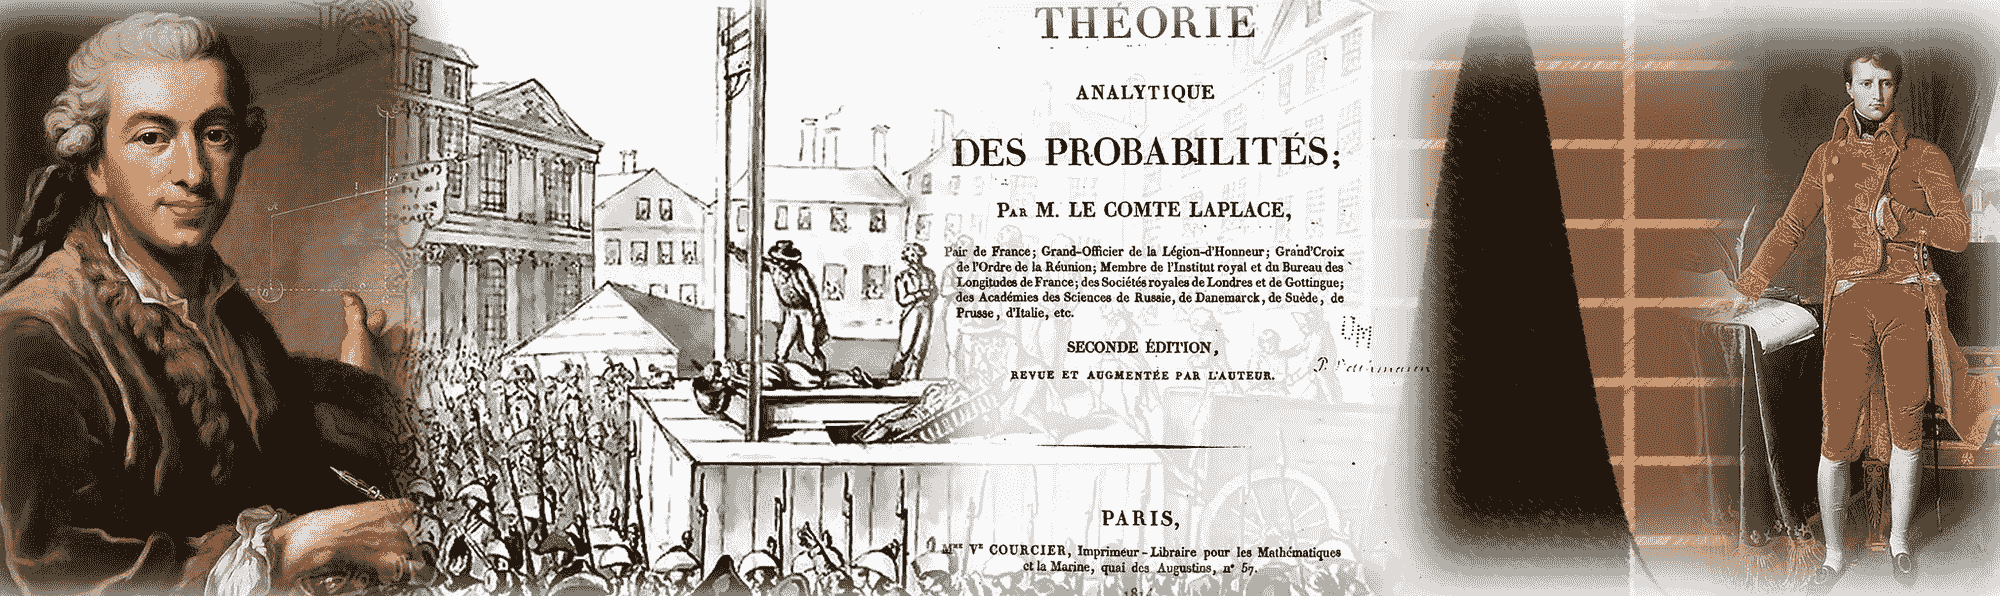 THÉORIE
ANALYTIQUE
DES PROBABILITÉS;
PAR M. LE COMTE LAPLACE,
Pair de France; Grand-Officier de la Légion-d'Honneur; Grand'Croix
de l'Ordre de la Réunion; Membre de l'Institut royal et du Bureau des
Longitudes de France; des Sociétés royales de Londres et de Gottingue;
des Académies des Sciences de Russie, de Danemarck, de Suède, de
Prusse, d'Italie, etc.
SECONDE ÉDITION,
REVUE ET AUGMENTÉE PAR L'AUTEUR.
PARIS,
Mme Ve COURCIER, Imprimeur-Libraire pour les Mathématiques
et la Marine, quai des Augustins, n° 57.
1814